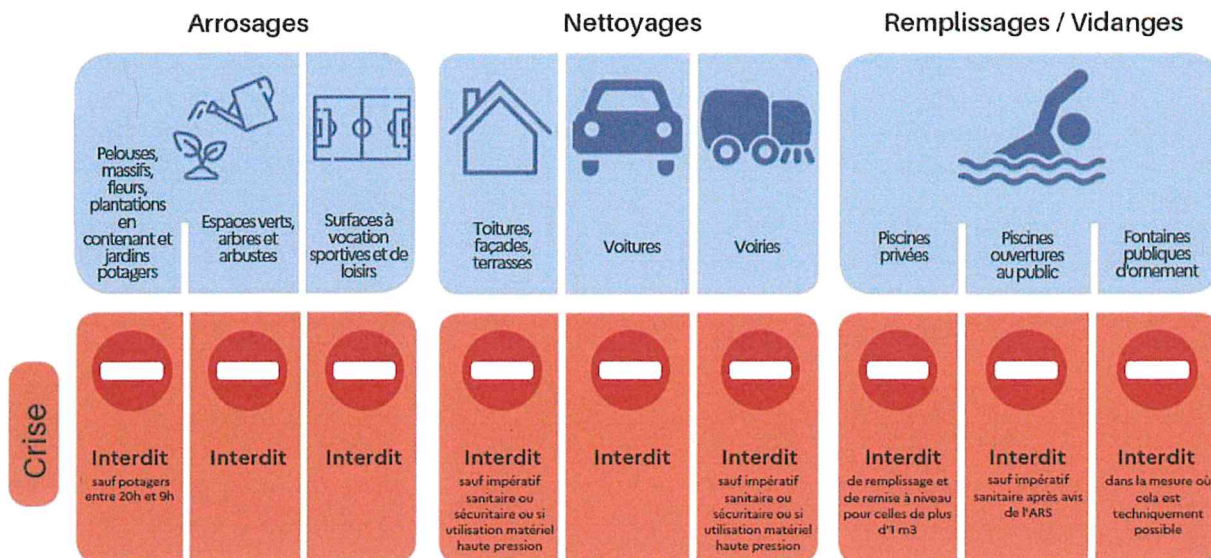 Arrosages
Nettoyages
Remplissages / Vidanges
Pelouses,
massifs,
fleurs,
plantations
en
contenant et
jardins
potagers
Espaces verts,
arbres et
arbustes
Surfaces à
vocation
sportives et de
loisirs
Toitures,
façades,
terrasses
Voitures
Voiries
Piscines
privées
Piscines
ouvertures
au public
Fontaines
publiques
d'ornement
Crise
Interdit
sauf potagers
entre 20h et 9h
Interdit
Interdit
Interdit
sauf impératif
sanitaire ou
sécuritaire ou si
utilisation matériel
haute pression
Interdit
Interdit
sauf impératif
sanitaire ou
sécuritaire ou si
utilisation matériel
haute pression
Interdit
de remplissage et
de remise à niveau
pour celles de plus
d'1 m3
Interdit
sauf impératif
sanitaire après avis
de l'ARS
Interdit
dans la mesure où
cela est
techniquement
possible